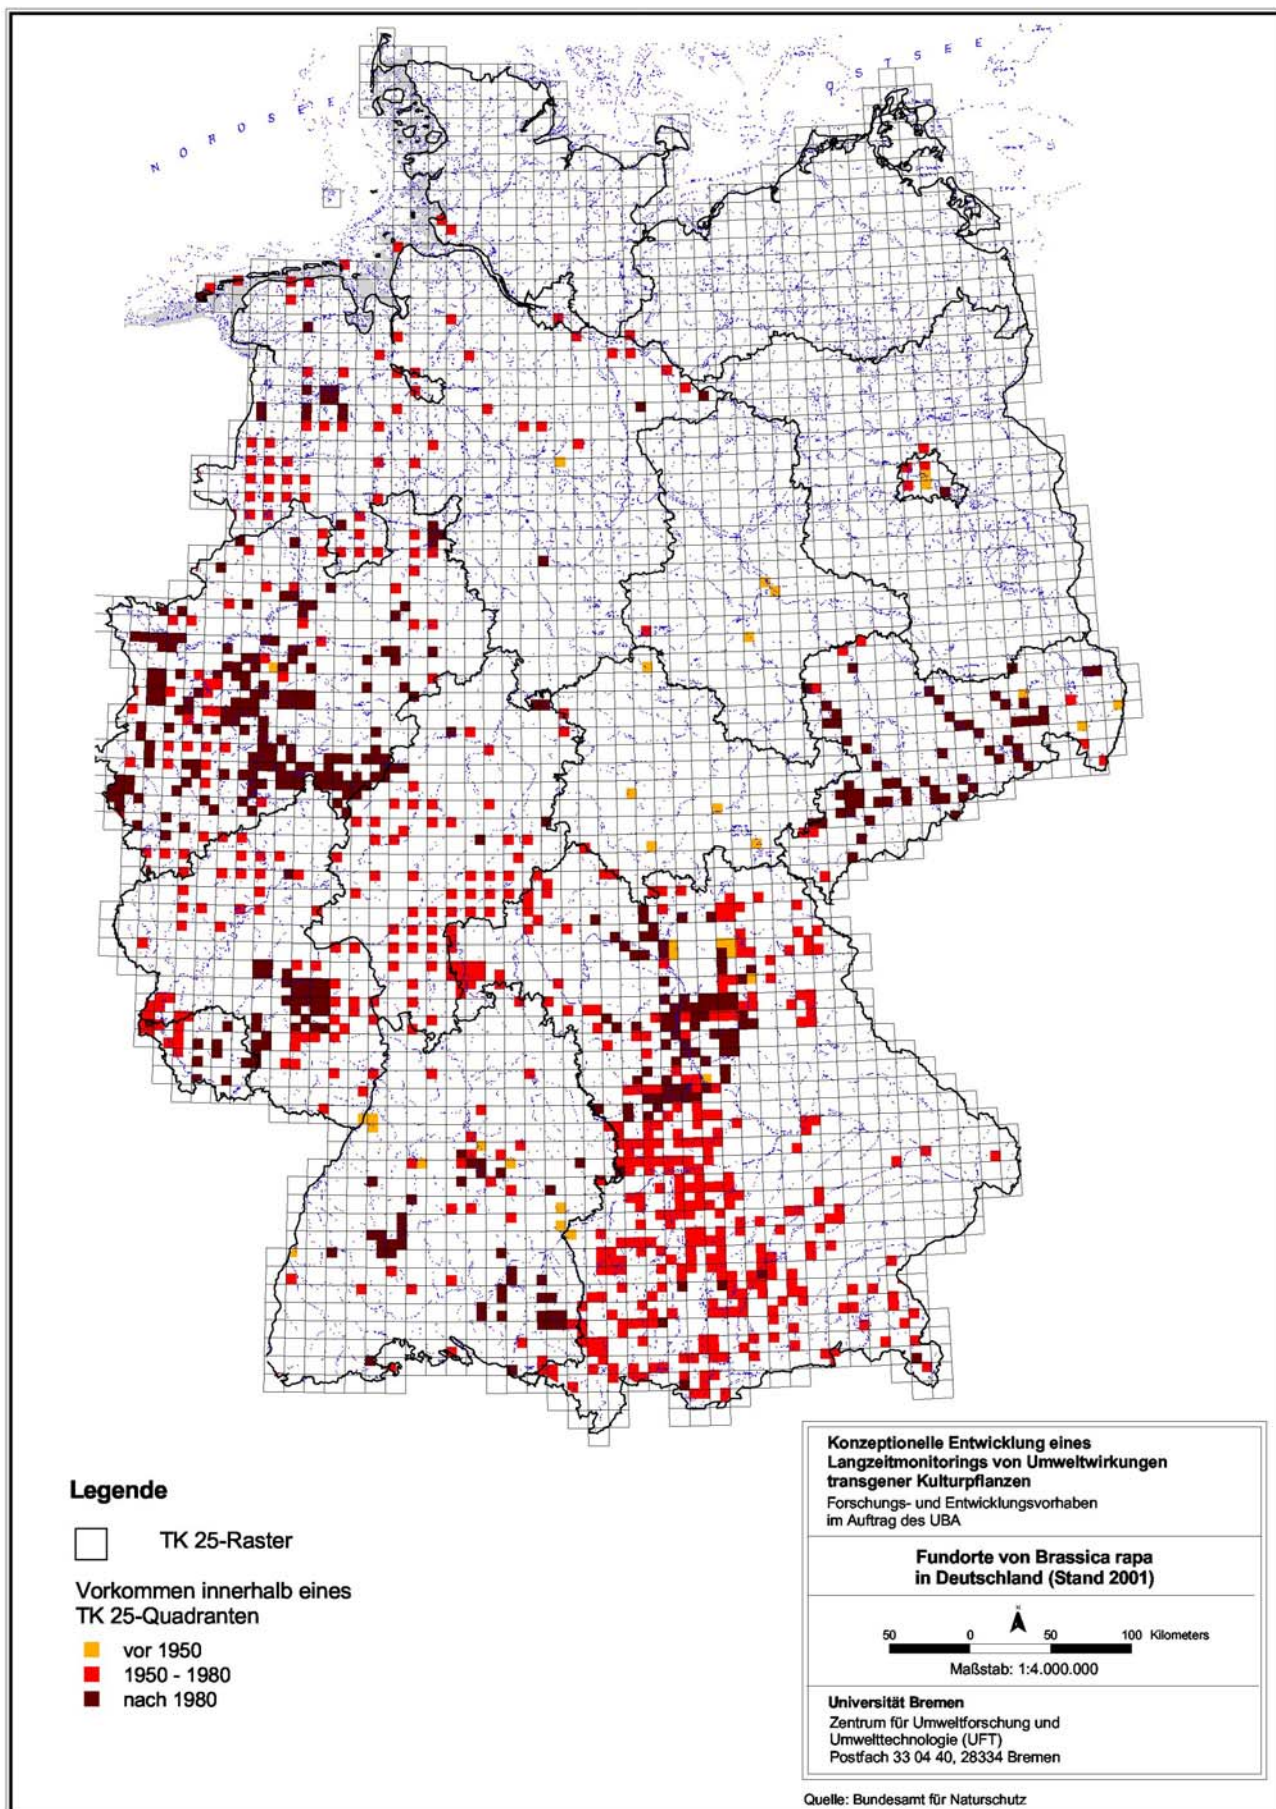 N O R D S E E
O S T S E E
Legende
TK 25-Raster
Vorkommen innerhalb eines
TK 25-Quadranten
vor 1950
1950 - 1980
nach 1980
Konzeptionelle Entwicklung eines
Langzeitmonitorings von Umweltwirkungen
transgener Kulturpflanzen
Forschungs- und Entwicklungsvorhaben
im Auftrag des UBA
Fundorte von Brassica rapa
in Deutschland (Stand 2001)
N
50 0 50 100 Kilometers
Maßstab: 1:4.000.000
Universität Bremen
Zentrum für Umweltforschung und
Umwelttechnologie (UFT)
Postfach 33 04 40, 28334 Bremen
Quelle: Bundesamt für Naturschutz